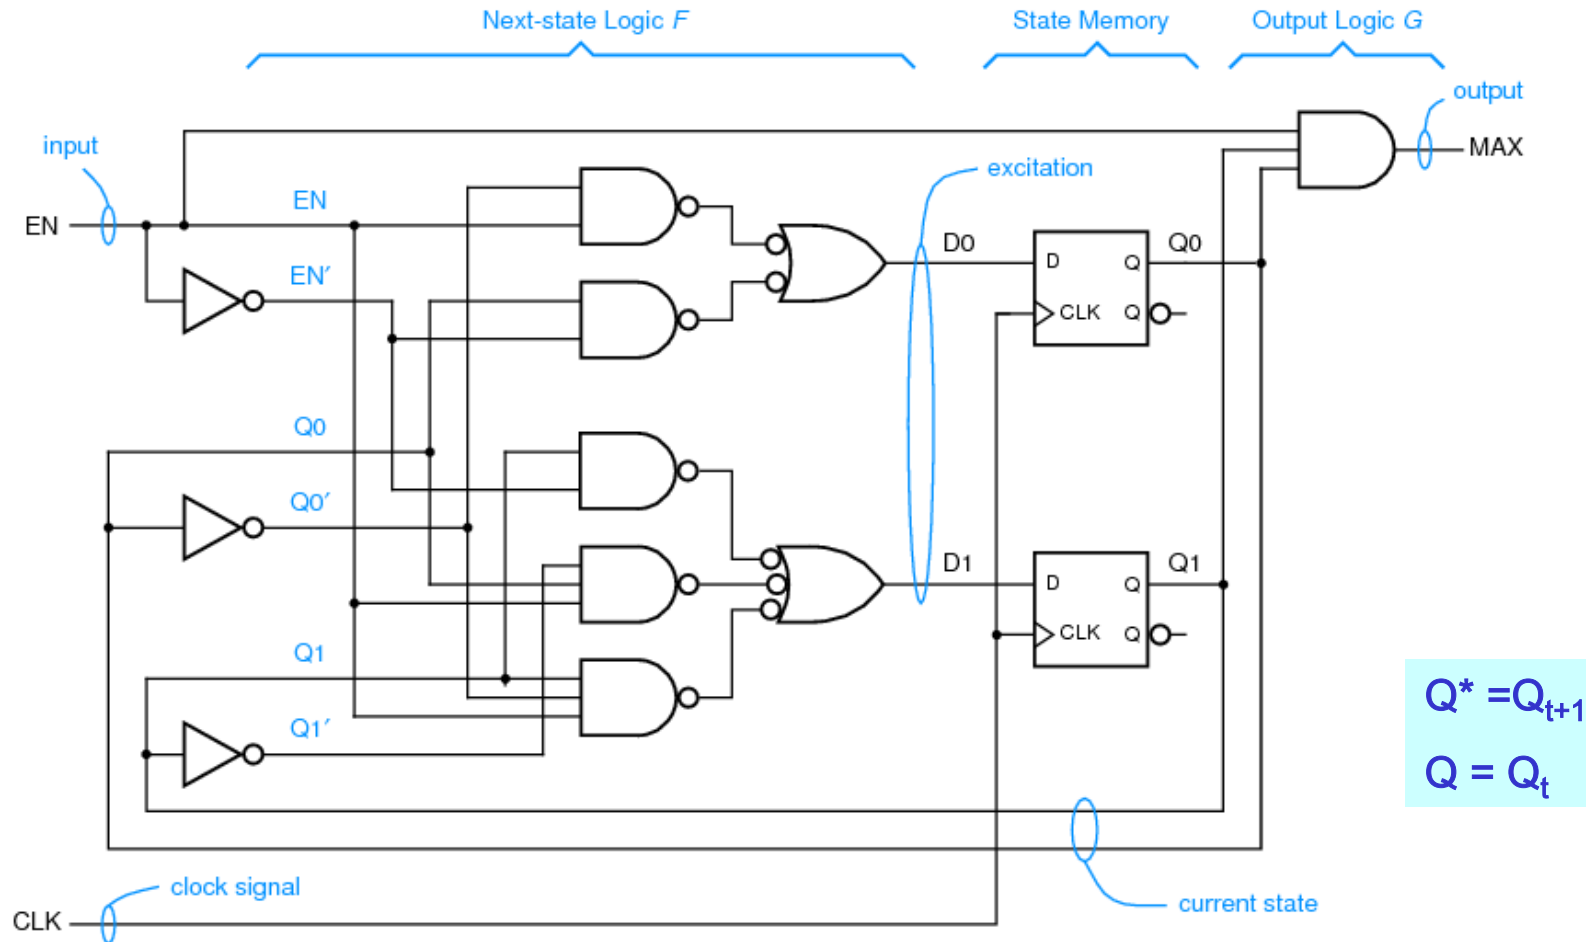 Next-state Logic F
State Memory
Output Logic G
output
input
MAX
excitation
EN
EN
D0
Q0
EN′
D
Q
CLK
Q
Q0
Q0′
D1
Q1
D
Q
CLK
Q
Q1
Q1′
Q* =Qt+1
Q = Qt
clock signal
current state
CLK